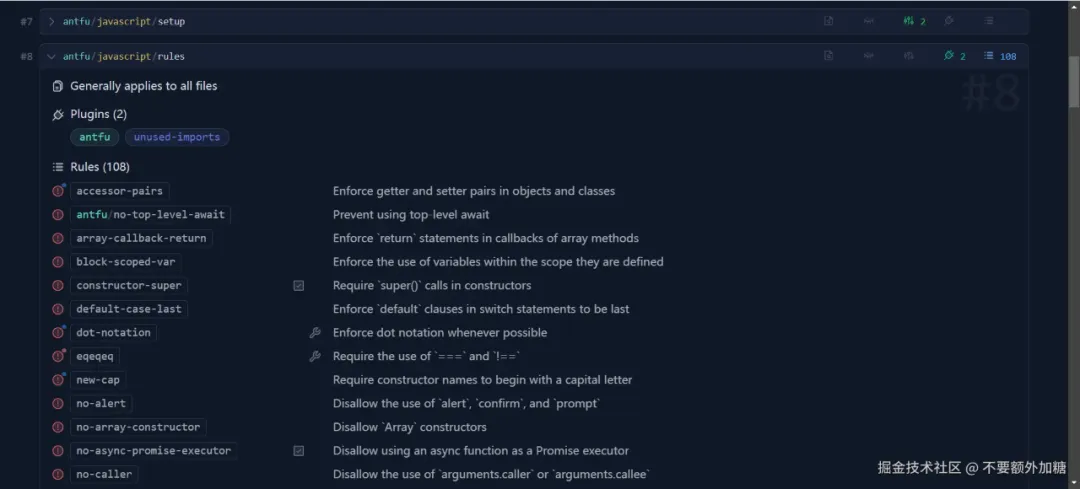 #7 antfu/javascript/setup 2
#8 antfu/javascript/rules 2 108
Generally applies to all files
#8
Plugins (2)
antfu unused-imports
Rules (108)
accessor-pairs Enforce getter and setter pairs in objects and classes
antfu/no-top-level-await Prevent using top-level await
array-callback-return Enforce `return` statements in callbacks of array methods
block-scoped-var Enforce the use of variables within the scope they are defined
constructor-super Require `super()` calls in constructors
default-case-last Enforce `default` clauses in switch statements to be last
dot-notation Enforce dot notation whenever possible
eqeqeq Require the use of `===` and `!==`
new-cap Require constructor names to begin with a capital letter
no-alert Disallow the use of `alert`, `confirm`, and `prompt`
no-array-constructor Disallow `Array` constructors
no-async-promise-executor Disallow using an async function as a Promise executor
no-caller Disallow the use of `arguments.caller` or `arguments.callee`
掘金技术社区 @ 不要额外加糖